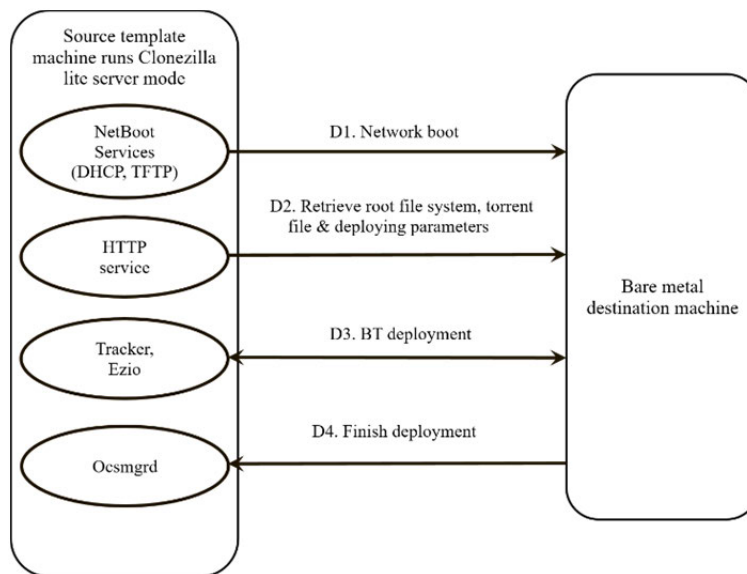 Source template
machine runs Clonezilla
lite server mode
NetBoot
Services
(DHCP, TFTP)
D1. Network boot
D2. Retrieve root file system, torrent
file & deploying parameters
HTTP
service
Bare metal
destination machine
Tracker,
Ezio
D3. BT deployment
D4. Finish deployment
Ocsmgrd